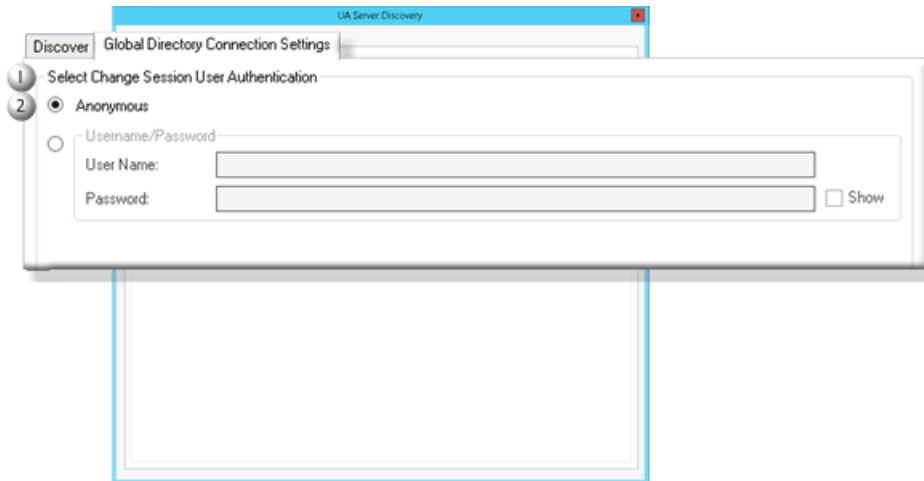 UA Server Discovery
Discover Global Directory Connection Settings
1 Select Change Session User Authentication
2 Anonymous
Username/Password
User Name:
Password: Show